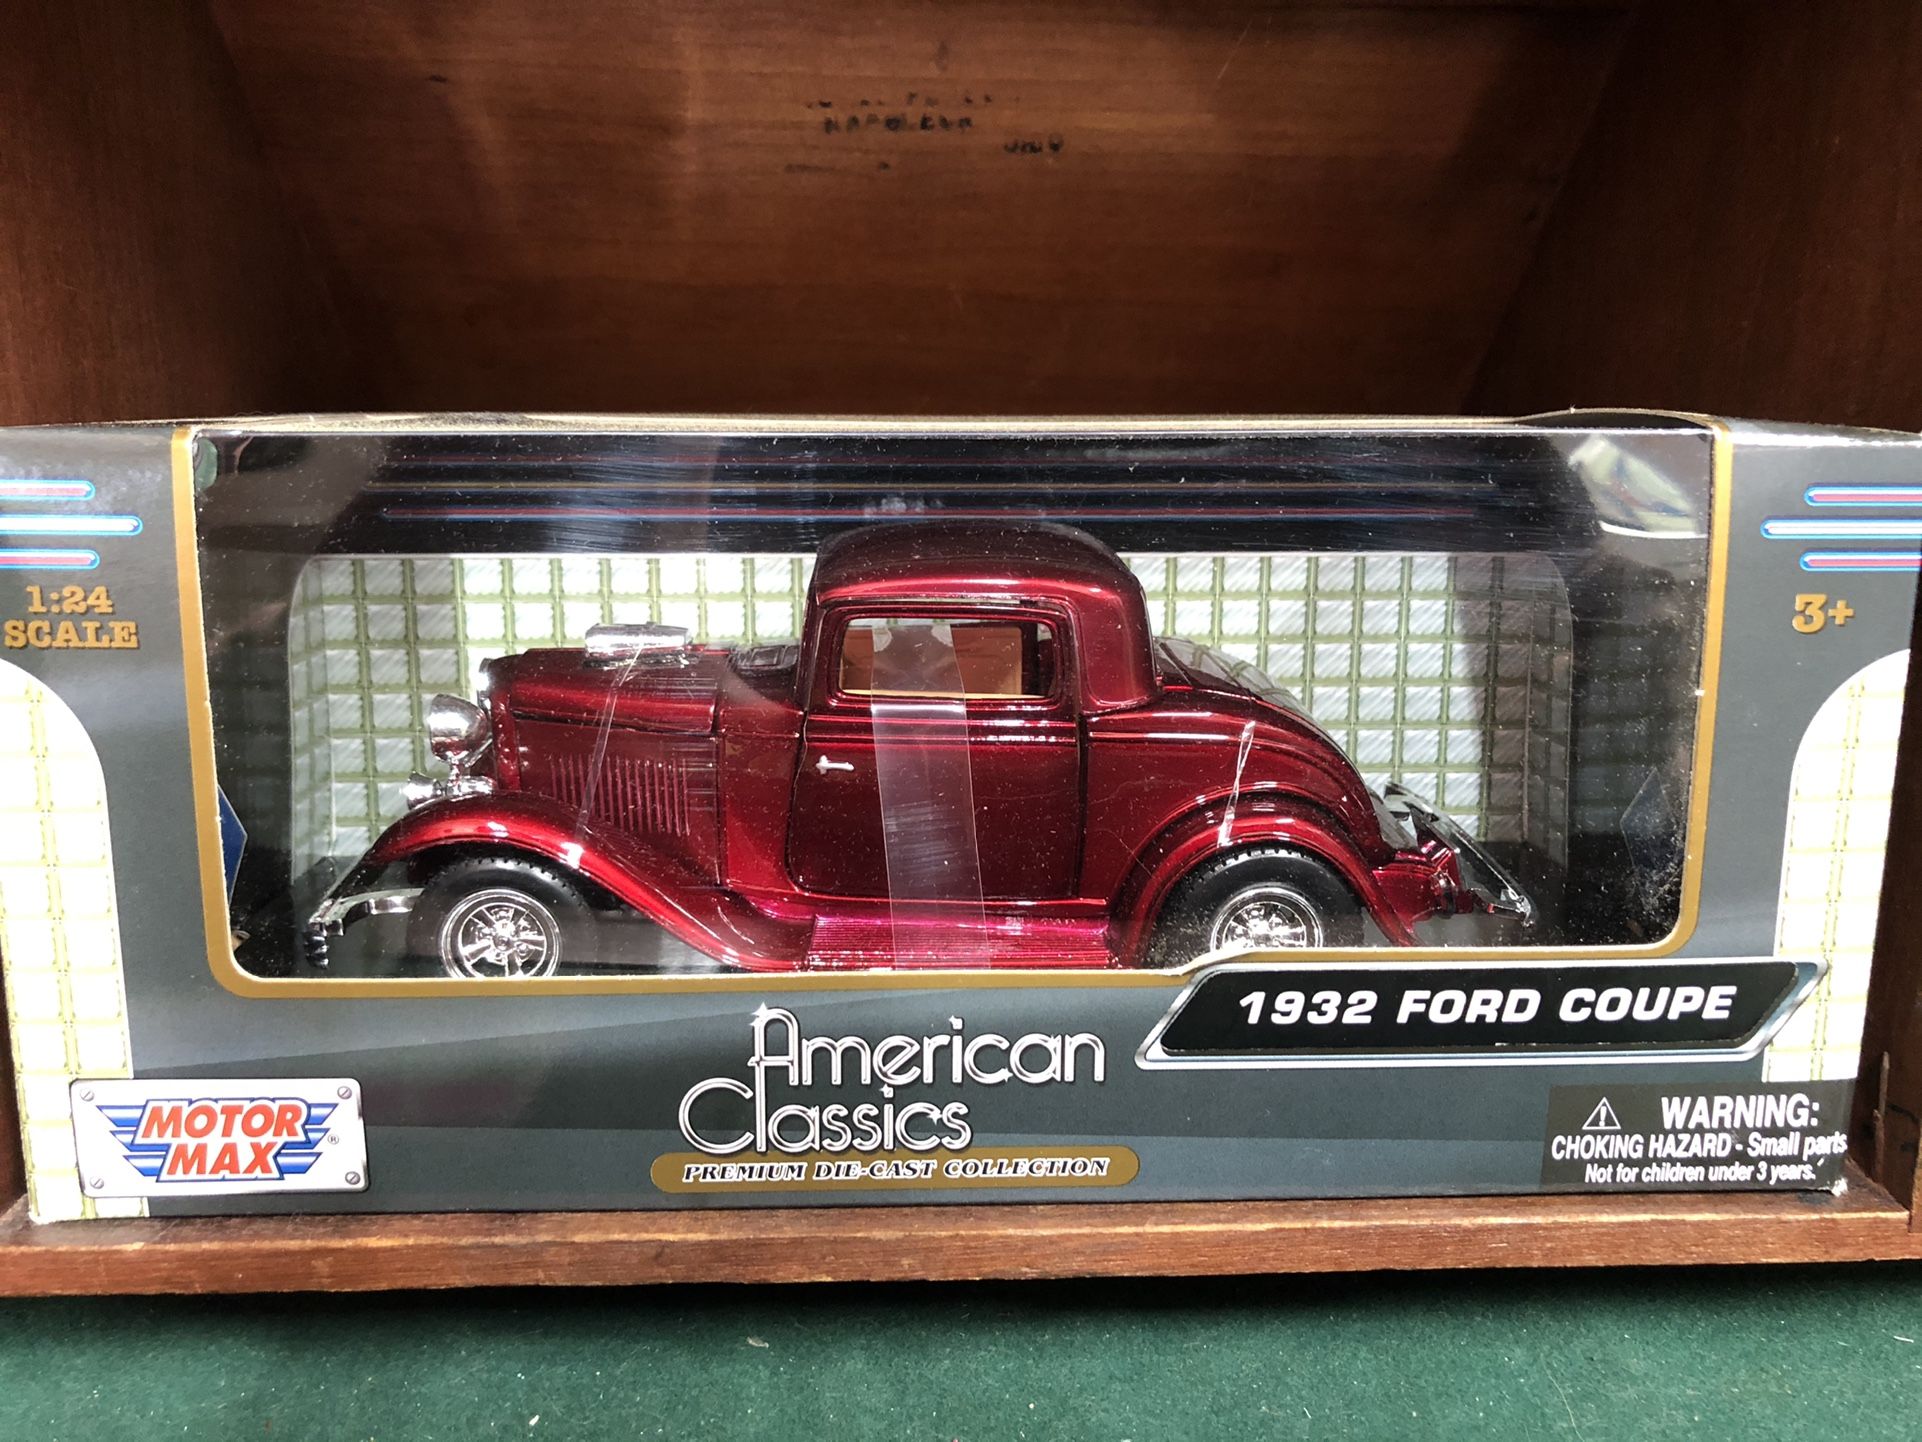 NAPOLEON
1:24
SCALE
3+
1932 FORD COUPE
American
Classics
PREMIUM DIE-CAST COLLECTION
MOTOR
MAX
®
WARNING:
CHOKING HAZARD - Small parts
Not for children under 3 years.